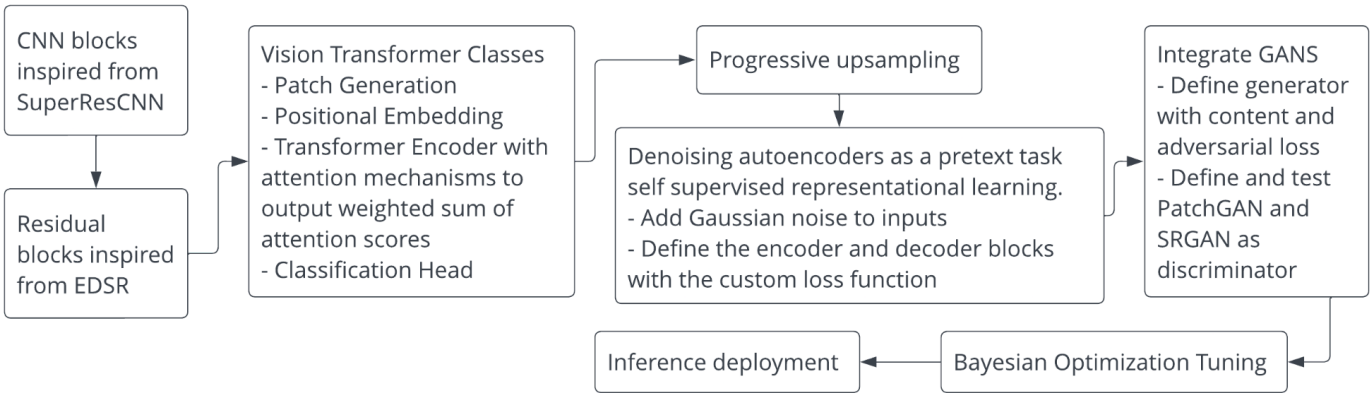 CNN blocks
inspired from
SuperResCNN
Residual
blocks inspired
from EDSR
Vision Transformer Classes
- Patch Generation
- Positional Embedding
- Transformer Encoder with
attention mechanisms to
output weighted sum of
attention scores
- Classification Head
Progressive upsampling
Denoising autoencoders as a pretext task
self supervised representational learning.
- Add Gaussian noise to inputs
- Define the encoder and decoder blocks
with the custom loss function
Integrate GANS
- Define generator
with content and
adversarial loss
- Define and test
PatchGAN and
SRGAN as
discriminator
Bayesian Optimization Tuning
Inference deployment